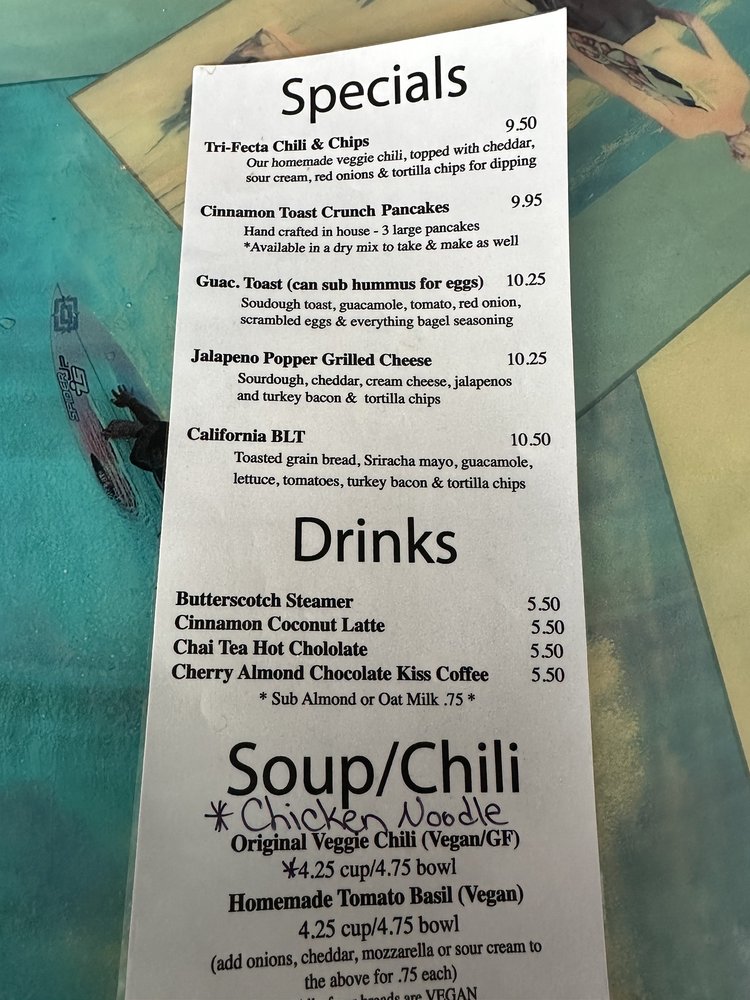 Specials
Tri-Fecta Chili & Chips 9.50
Our homemade veggie chili, topped with cheddar,
sour cream, red onions & tortilla chips for dipping
Cinnamon Toast Crunch Pancakes 9.95
Hand crafted in house - 3 large pancakes
*Available in a dry mix to take & make as well
Guac. Toast (can sub hummus for eggs) 10.25
Soudough toast, guacamole, tomato, red onion,
scrambled eggs & everything bagel seasoning
Jalapeno Popper Grilled Cheese 10.25
Sourdough, cheddar, cream cheese, jalapenos
and turkey bacon & tortilla chips
California BLT 10.50
Toasted grain bread, Sriracha mayo, guacamole,
lettuce, tomatoes, turkey bacon & tortilla chips
Drinks
Butterscotch Steamer 5.50
Cinnamon Coconut Latte 5.50
Chai Tea Hot Chololate 5.50
Cherry Almond Chocolate Kiss Coffee 5.50
* Sub Almond or Oat Milk .75 *
Soup/Chili
* Chicken Noodle
Original Veggie Chili (Vegan/GF)
*4.25 cup/4.75 bowl
Homemade Tomato Basil (Vegan)
4.25 cup/4.75 bowl
(add onions, cheddar, mozzarella or sour cream to
the above for .75 each)
breads are VEGAN